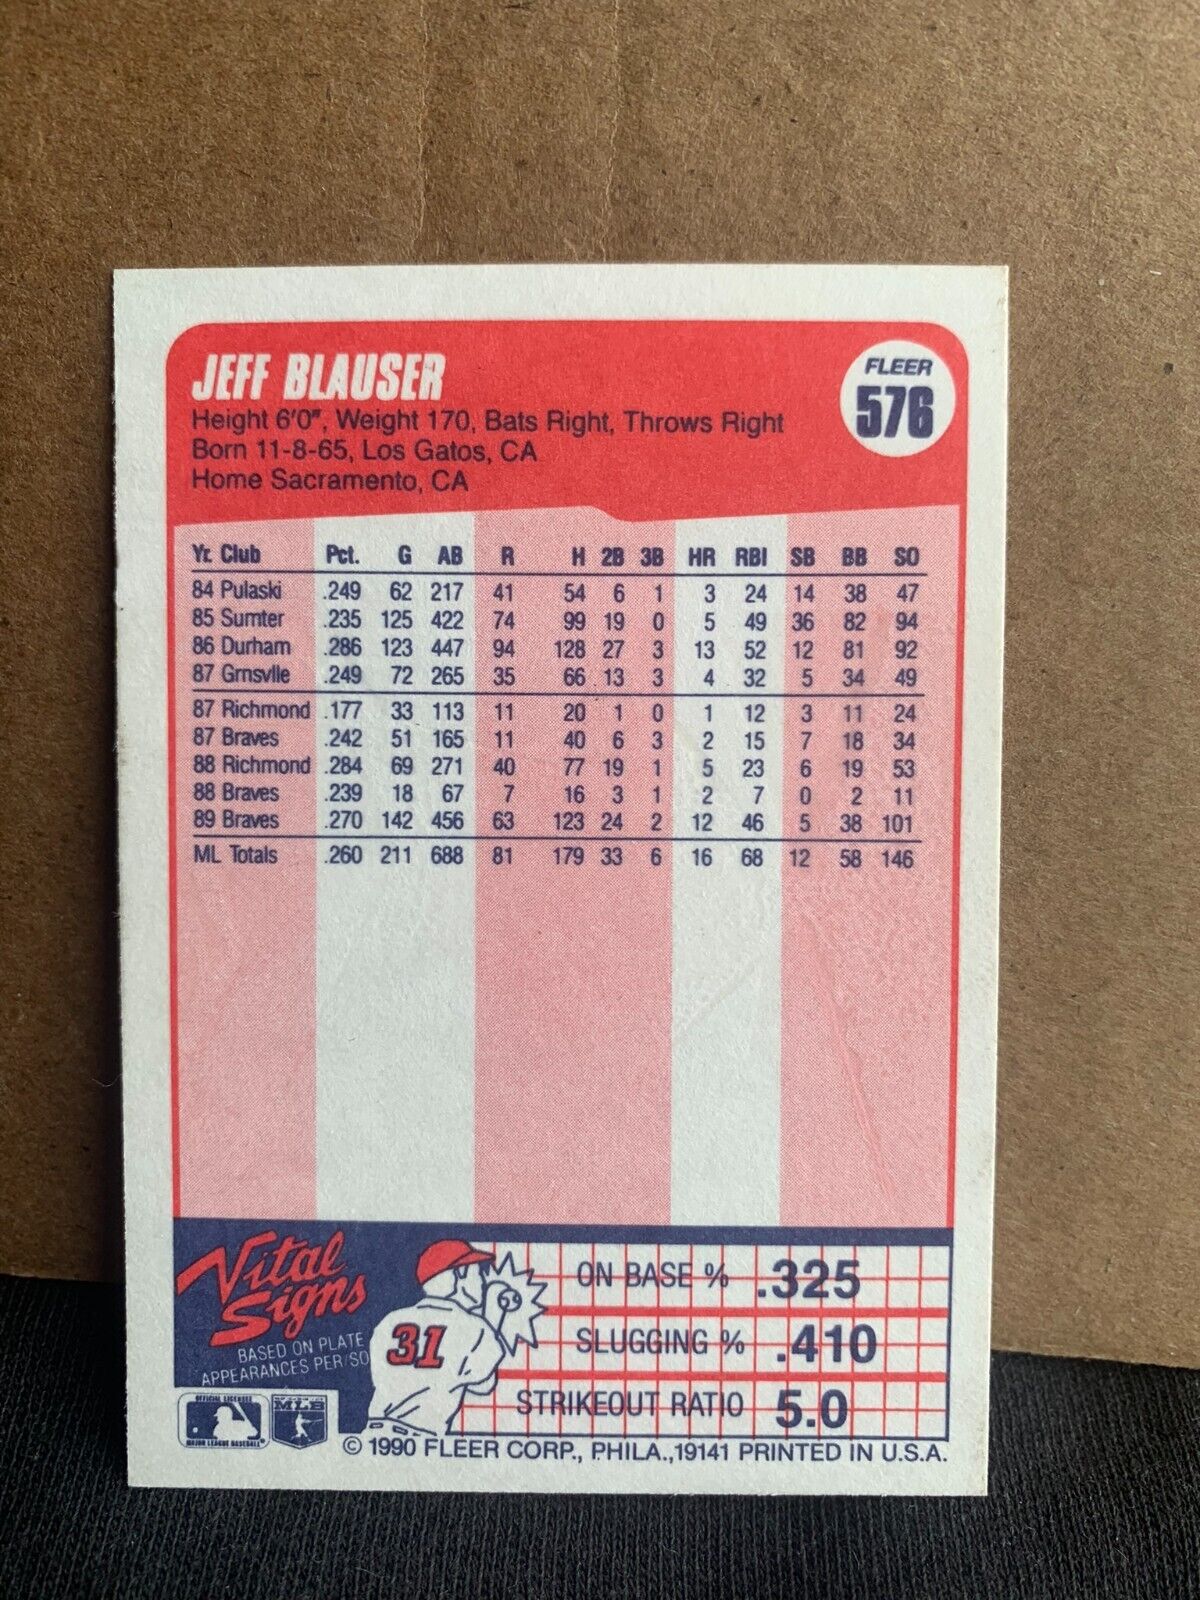 JEFF BLAUSER
FLEER
576
Height 6'0", Weight 170, Bats Right, Throws Right
Born 11-8-65, Los Gatos, CA
Home Sacramento, CA
Yr. Club Pct. G AB R H 2B 3B HR RBI SB BB SO
84 Pulaski .249 62 217 41 54 6 1 3 24 14 38 47
85 Sumter .235 125 422 74 99 19 0 5 49 36 82 94
86 Durham .286 123 447 94 128 27 3 13 52 12 81 92
87 Grnsvlle .249 72 265 35 66 13 3 4 32 5 34 49
87 Richmond .177 33 113 11 20 1 0 1 12 3 11 24
87 Braves .242 51 165 11 40 6 3 2 15 7 18 34
88 Richmond .284 69 271 40 77 19 1 5 23 6 19 53
88 Braves .239 18 67 7 16 3 1 2 7 0 2 11
89 Braves .270 142 456 63 123 24 2 12 46 5 38 101
ML Totals .260 211 688 81 179 33 6 16 68 12 58 146
Vital
Signs
BASED ON PLATE
APPEARANCES PER/SO
31
ON BASE % .325
SLUGGING % .410
STRIKEOUT RATIO 5.0
OFFICIAL LICENSEE
MAJOR LEAGUE BASEBALL
MLB
© 1990 FLEER CORP., PHILA.,19141 PRINTED IN U.S.A.